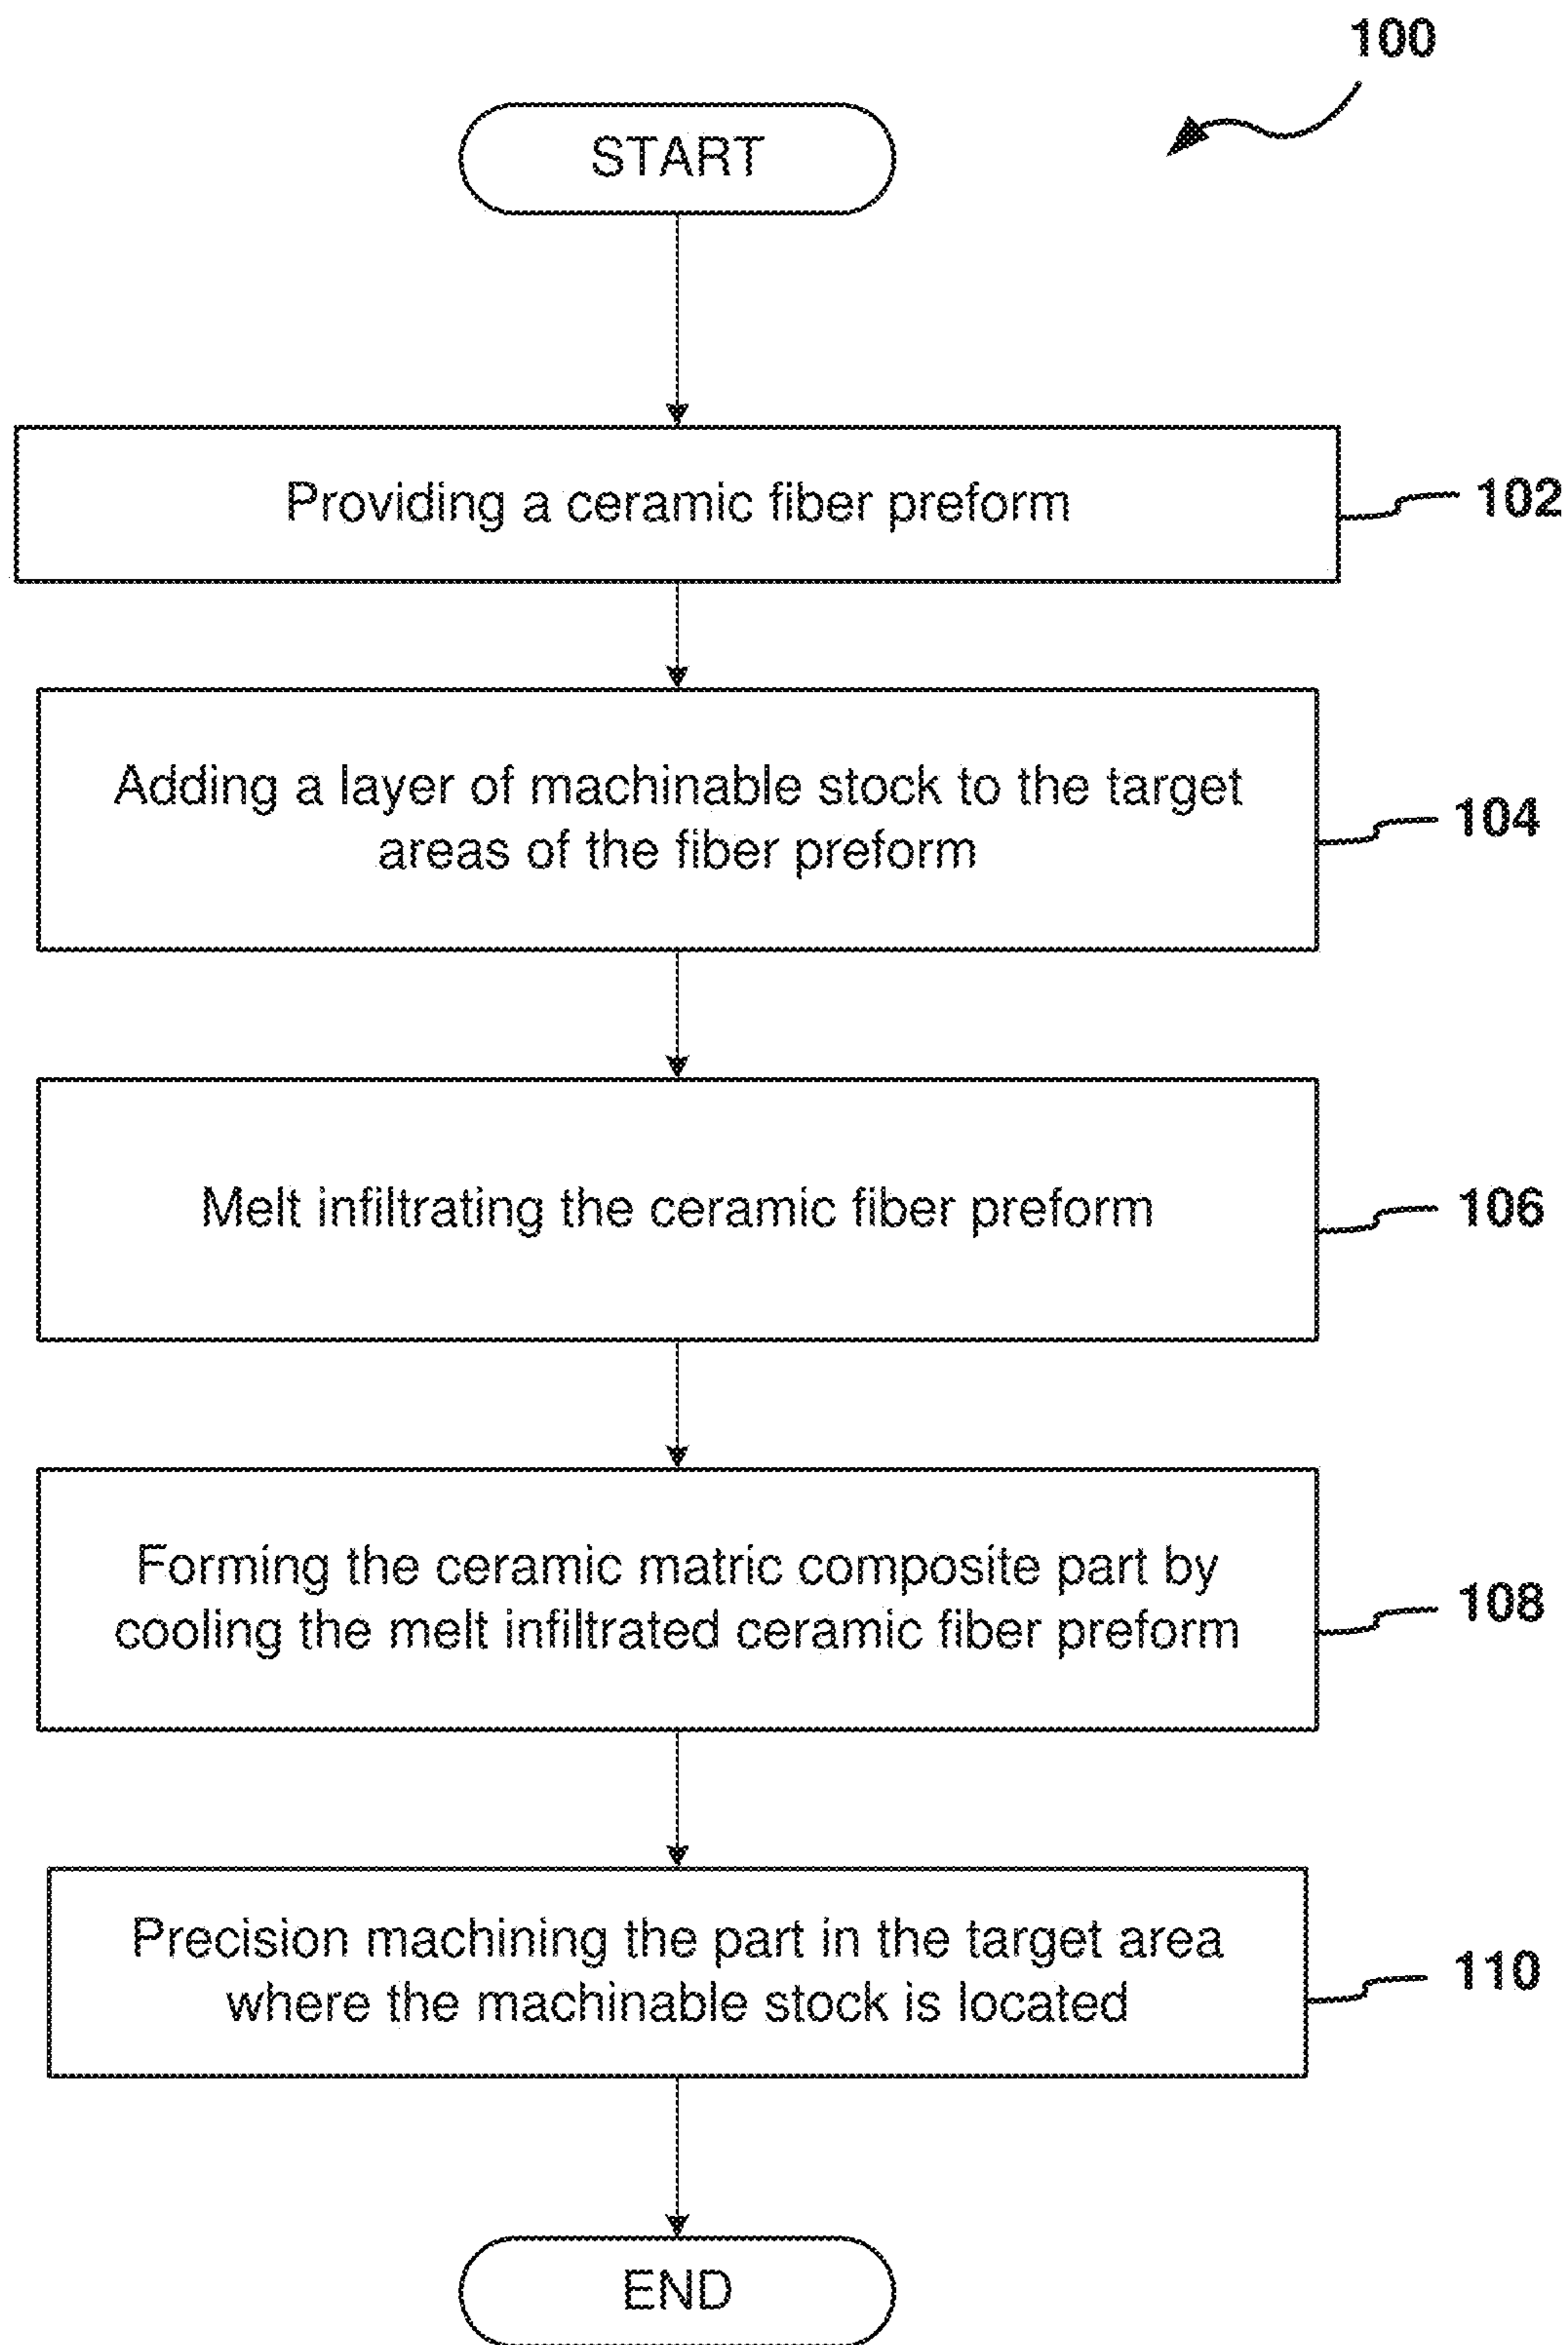 100
START
Providing a ceramic fiber preform
102
Adding a layer of machinable stock to the target
areas of the fiber preform
104
Melt infiltrating the ceramic fiber preform
106
Forming the ceramic matric composite part by
cooling the melt infiltrated ceramic fiber preform
108
Precision machining the part in the target area
where the machinable stock is located
110
END